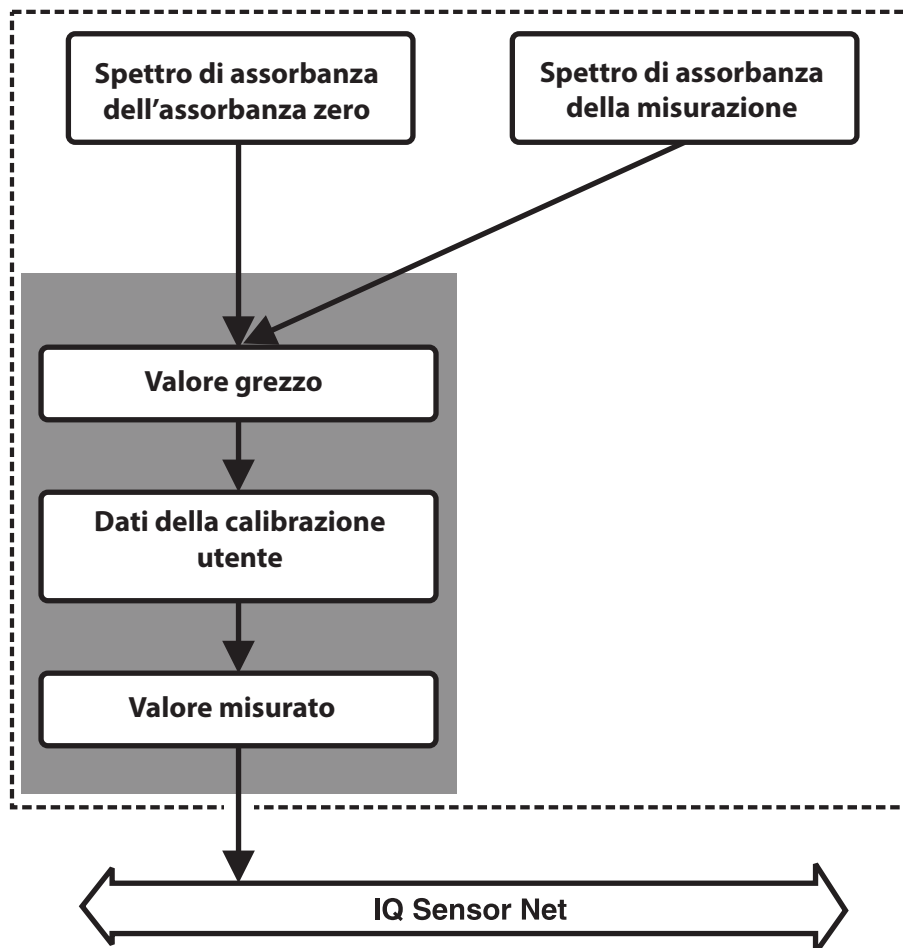 Spettro di assorbanza
dell’assorbanza zero
Spettro di assorbanza
della misurazione
Valore grezzo
Dati della calibrazione
utente
Valore misurato
IQ Sensor Net